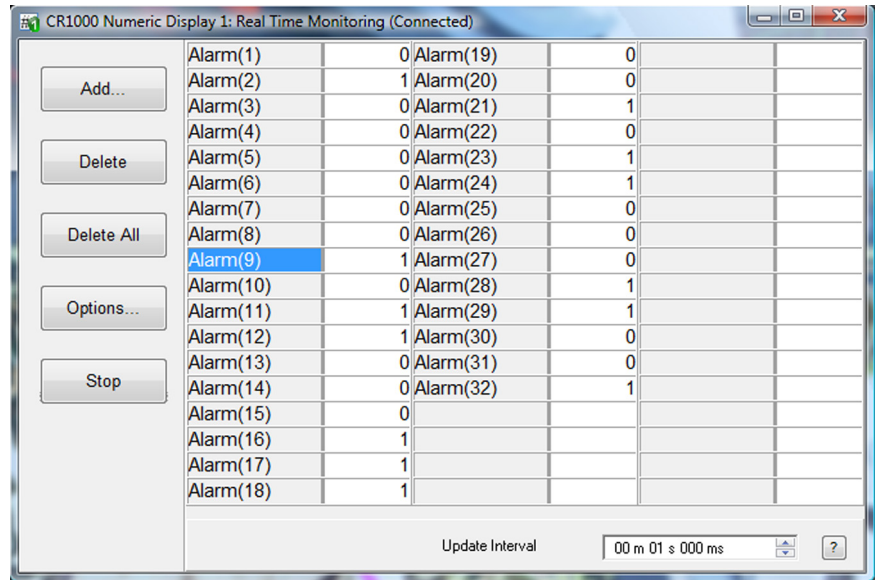 CR1000 Numeric Display 1: Real Time Monitoring (Connected)
Add...
Delete
Delete All
Options...
Stop
Alarm(1) 0 Alarm(19) 0
Alarm(2) 1 Alarm(20) 0
Alarm(3) 0 Alarm(21) 1
Alarm(4) 0 Alarm(22) 0
Alarm(5) 0 Alarm(23) 1
Alarm(6) 0 Alarm(24) 1
Alarm(7) 0 Alarm(25) 0
Alarm(8) 0 Alarm(26) 0
Alarm(9) 1 Alarm(27) 0
Alarm(10) 0 Alarm(28) 1
Alarm(11) 1 Alarm(29) 1
Alarm(12) 1 Alarm(30) 0
Alarm(13) 0 Alarm(31) 0
Alarm(14) 0 Alarm(32) 1
Alarm(15) 0
Alarm(16) 1
Alarm(17) 1
Alarm(18) 1
Update Interval 00 m 01 s 000 ms ?